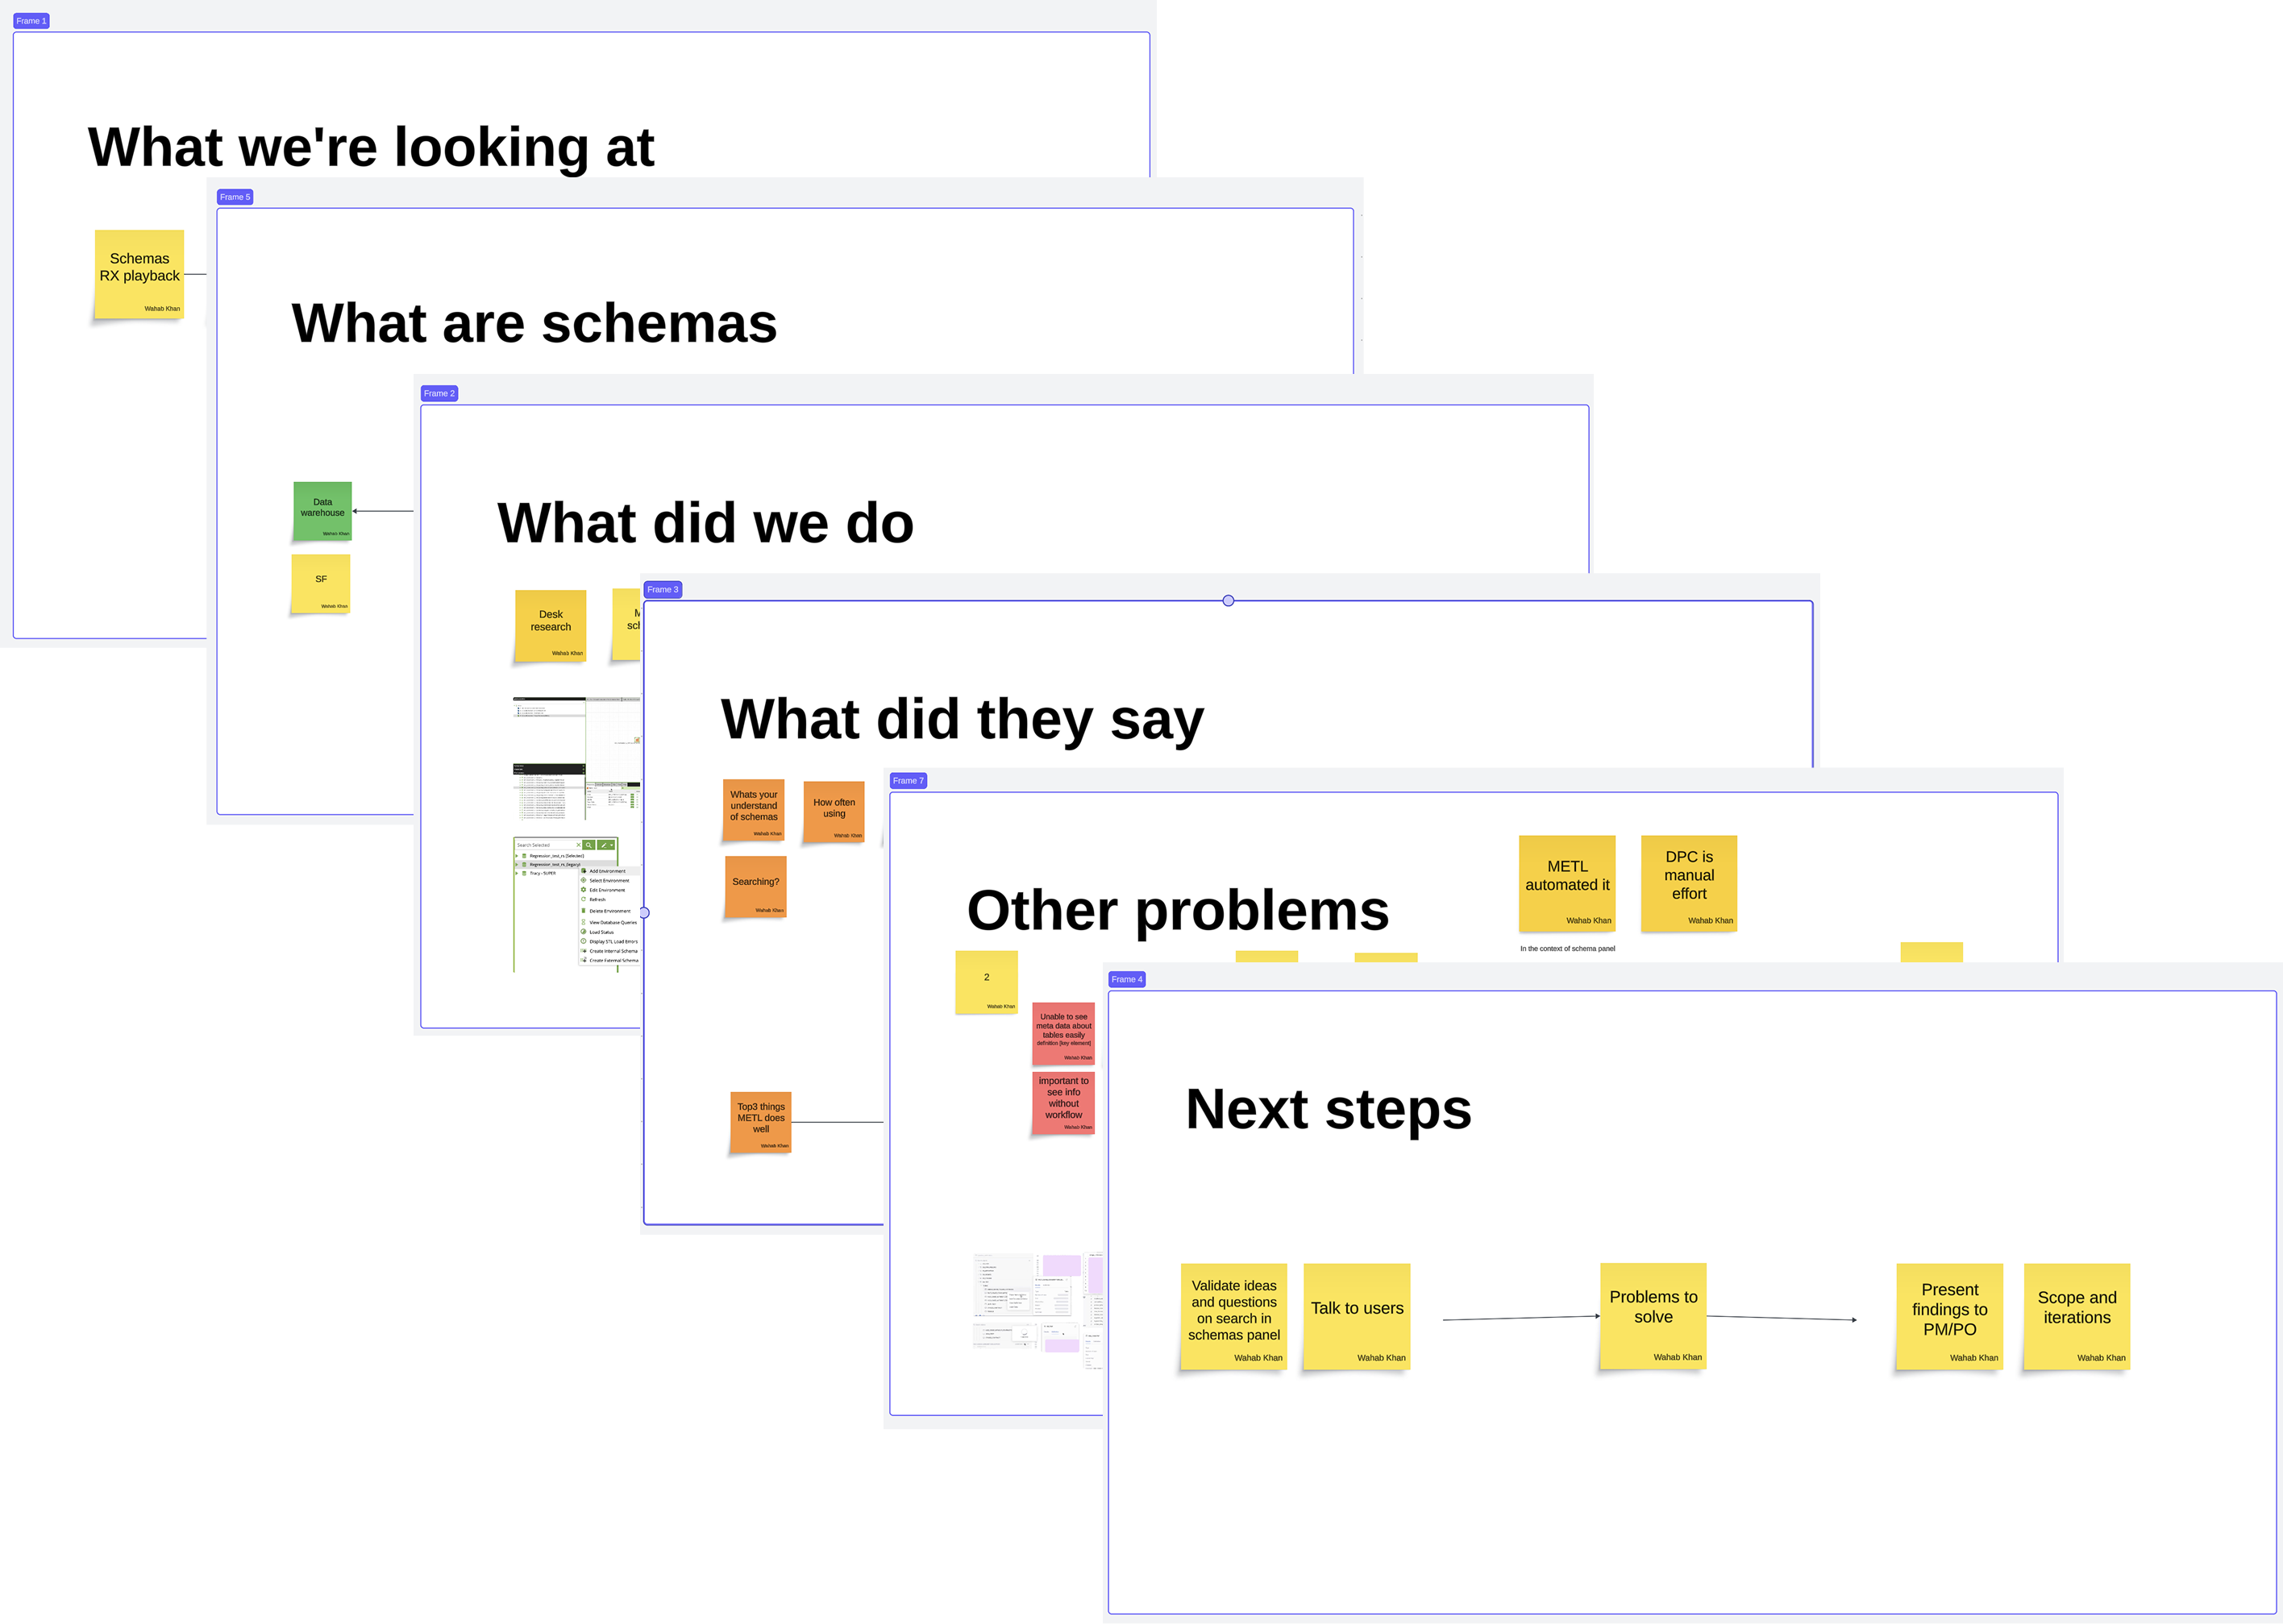 Frame 1
What we're looking at
Schemas
RX playback
Wahab Khan
Frame 5
What are schemas
Data
warehouse
Wahab Khan
SF
Wahab Khan
Frame 2
What did we do
Desk
research
Wahab Khan
M
sch
Search Selected
Regression_test_rs [Selected]
Regression_test_rs_(legacy)
Tracy - SUPER
Add Environment
Select Environment
Edit Environment
Refresh
Delete Environment
View Database Queries
Load Status
Display STL Load Errors
Create Internal Schema
Create External Schema
Frame 3
What did they say
Whats your
understand
of schemas
Wahab Khan
How often
using
Wahab Khan
Searching?
Wahab Khan
Top3 things
METL does
well
Wahab Khan
Frame 7
Other problems
METL
automated it
Wahab Khan
DPC is
manual
effort
Wahab Khan
In the context of schema panel
2
Wahab Khan
Unable to see
meta data about
tables easily
definition [key element]
Wahab Khan
important to
see info
without
workflow
Wahab Khan
Frame 4
Next steps
Validate ideas
and questions
on search in
schemas panel
Wahab Khan
Talk to users
Wahab Khan
Problems to
solve
Wahab Khan
Present
findings to
PM/PO
Wahab Khan
Scope and
iterations
Wahab Khan